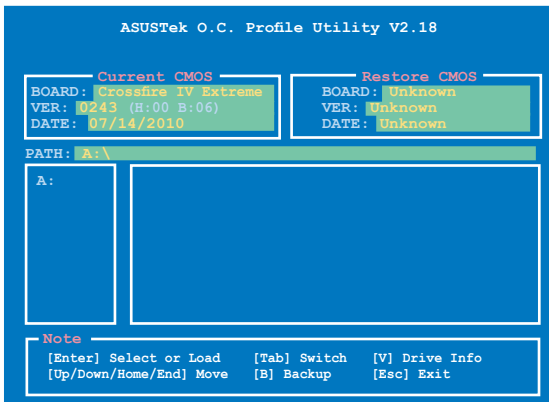 ASUSTek O.C. Profile Utility V2.18
Current CMOS
BOARD: Crossfire IV Extreme
VER: 0243 (H:00 B:06)
DATE: 07/14/2010
Restore CMOS
BOARD: Unknown
VER: Unknown
DATE: Unknown
PATH: A:\
A:
Note
[Enter] Select or Load [Tab] Switch [V] Drive Info
[Up/Down/Home/End] Move [B] Backup [Esc] Exit